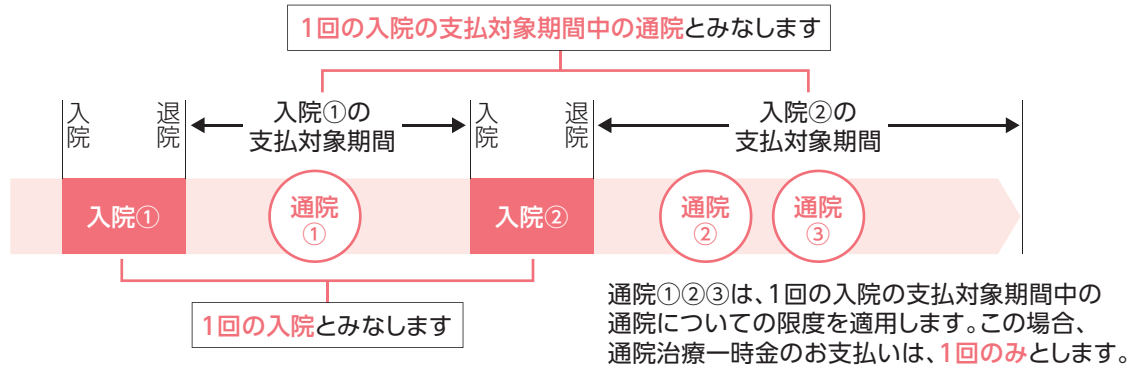 1回の入院の支払対象期間中の通院とみなします
入院
退院
入院①の
支払対象期間
入院
退院
入院②の
支払対象期間
入院①
通院
①
入院②
通院
②
通院
③
1回の入院とみなします
通院①②③は、1回の入院の支払対象期間中の
通院についての限度を適用します。この場合、
通院治療一時金のお支払いは、1回のみとします。